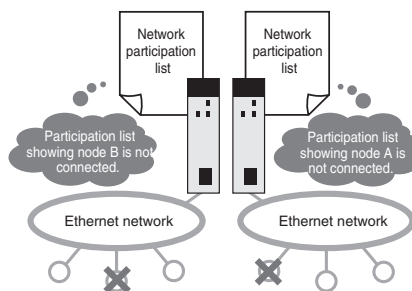 Network
participation
list
Network
participation
list
Participation list
showing node B is not
connected.
Participation list
showing node A is
not connected.
Ethernet network
Ethernet network